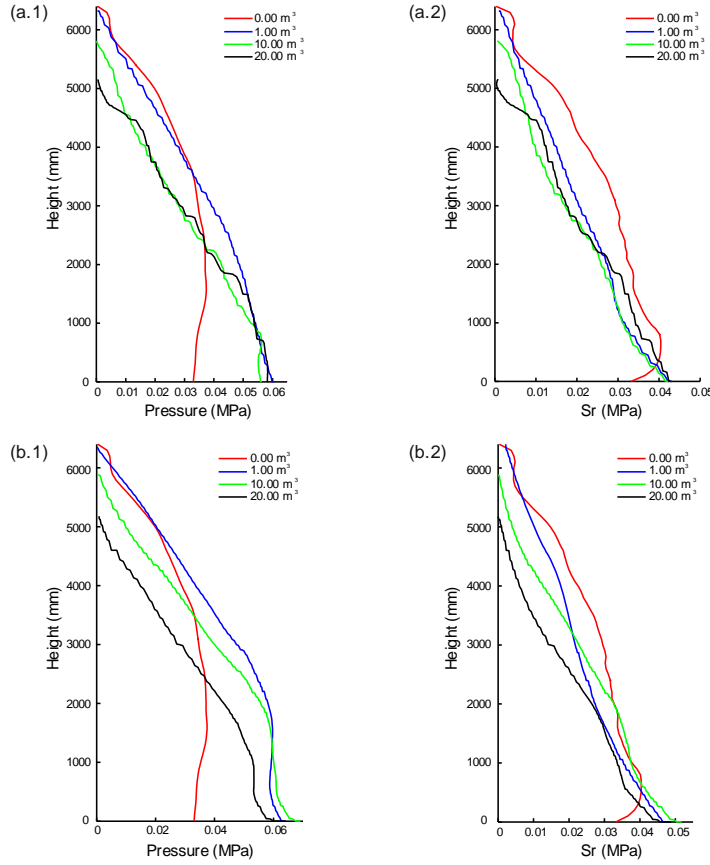 (a.1)
6000
5000
4000
3000
2000
1000
0
Height (mm)
0
0.01
0.02
0.03
0.04
0.05
0.06
Pressure (MPa)
0.00 m³
1.00 m³
10.00 m³
20.00 m³
(a.2)
6000
5000
4000
3000
2000
1000
0
Height (mm)
0
0.01
0.02
0.03
0.04
0.05
Sr (MPa)
0.00 m³
1.00 m³
10.00 m³
20.00 m³
(b.1)
6000
5000
4000
3000
2000
1000
0
Height (mm)
0
0.02
0.04
0.06
Pressure (MPa)
0.00 m³
1.00 m³
10.00 m³
20.00 m³
(b.2)
6000
5000
4000
3000
2000
1000
0
Height (mm)
0
0.01
0.02
0.03
0.04
0.05
Sr (MPa)
0.00 m³
1.00 m³
10.00 m³
20.00 m³